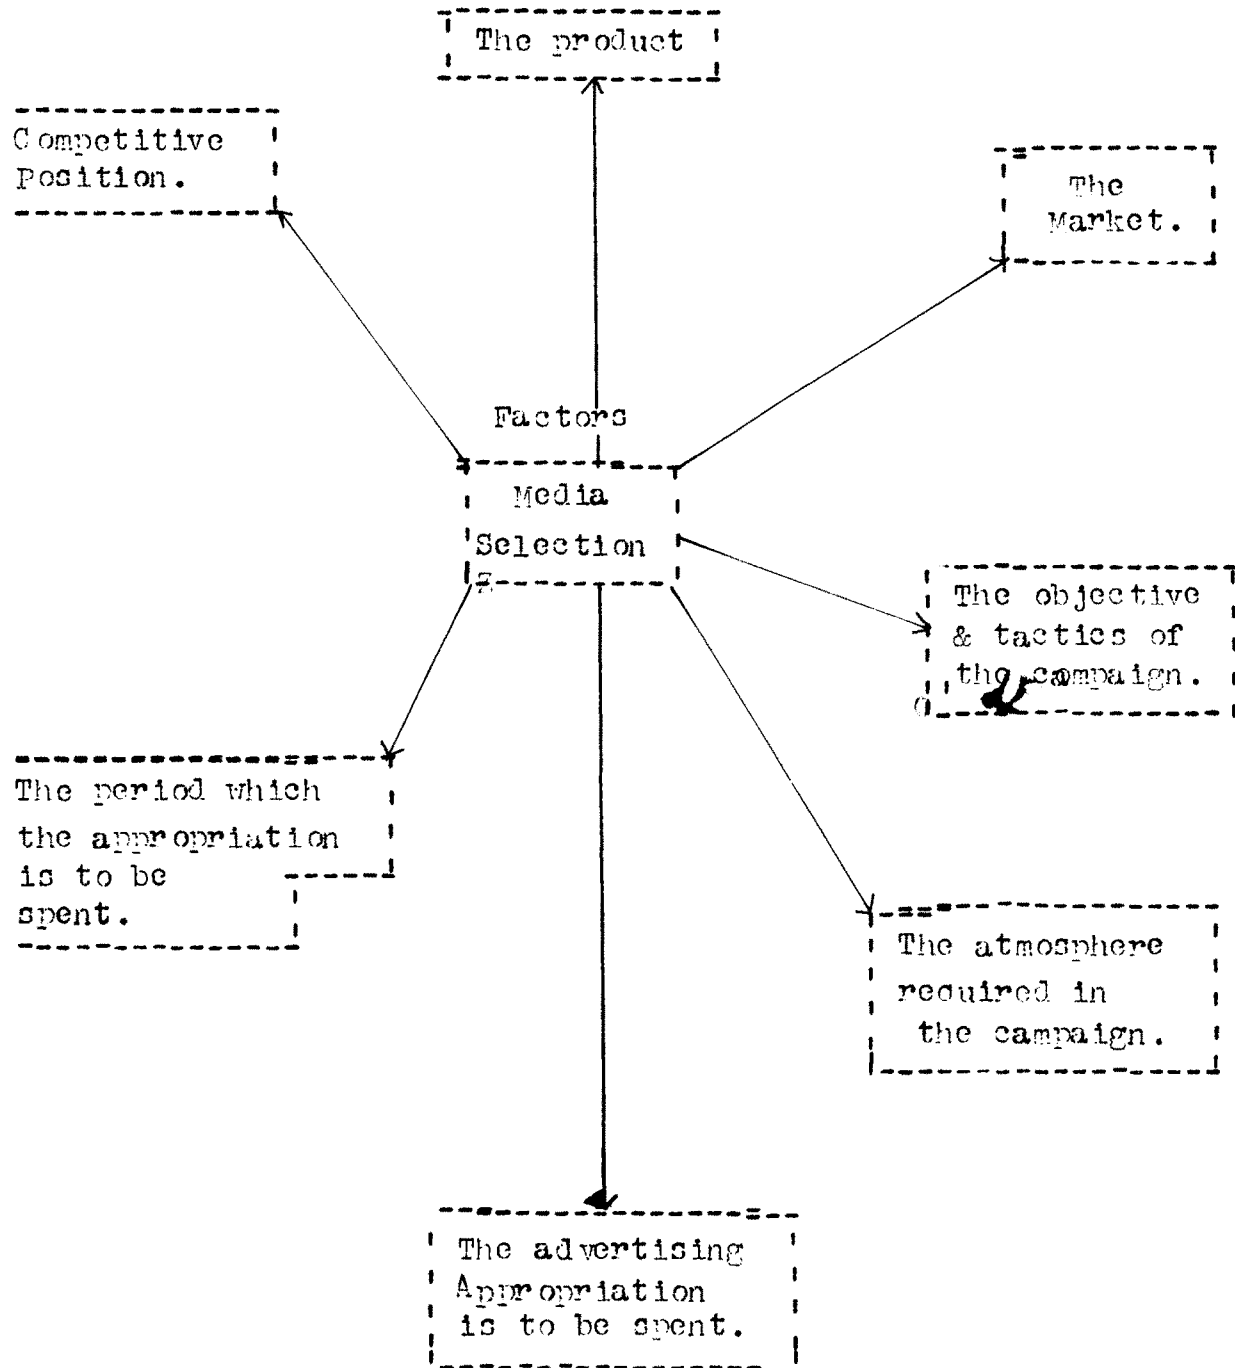 The product
Competitive
Position.
The
Market.
Factors
Media
Selection
The objective
& tactics of
the campaign.
The period which
the appropriation
is to be
spent.
The atmosphere
required in
the campaign.
The advertising
Appropriation
is to be spent.